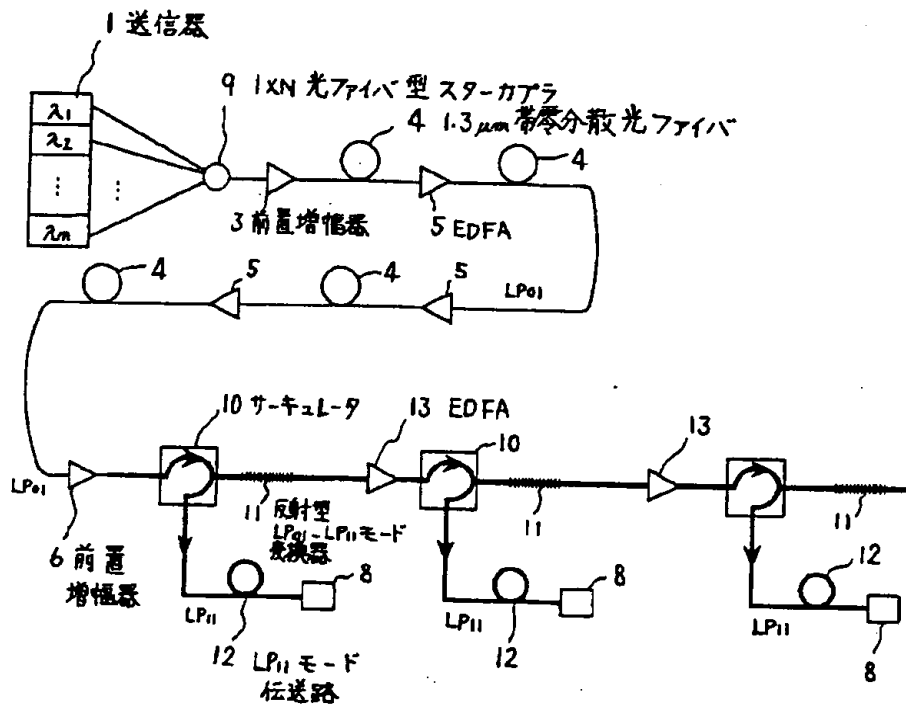 1 送信器
λ1
λ2
⋮
λn
⋮
9 1×N 光ファイバ型 スターカプラ
4 1.3μm帯零分散光ファイバ
4
3 前置増幅器
5 EDFA
4
5
4
5
LP01
10 サーキュレータ
13 EDFA
10
13
LP01
11 反射型
LP01-LP11モード
変換器
11
11
6 前置
増幅器
8
8
12
LP11
LP11
LP11
12 LP11モード
伝送路
12
8